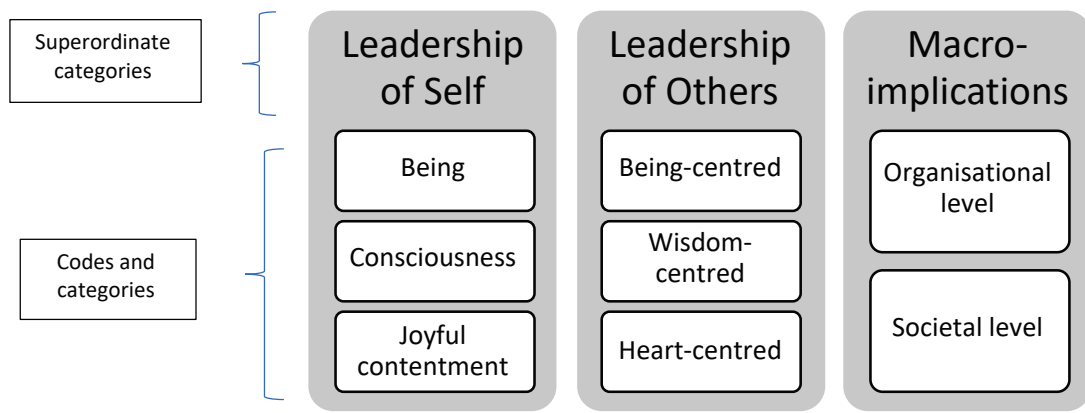 Superordinate
categories
Leadership
of Self
Leadership
of Others
Macro-
implications
Codes and
categories
Being
Consciousness
Joyful
contentment
Being-centred
Wisdom-
centred
Heart-centred
Organisational
level
Societal level